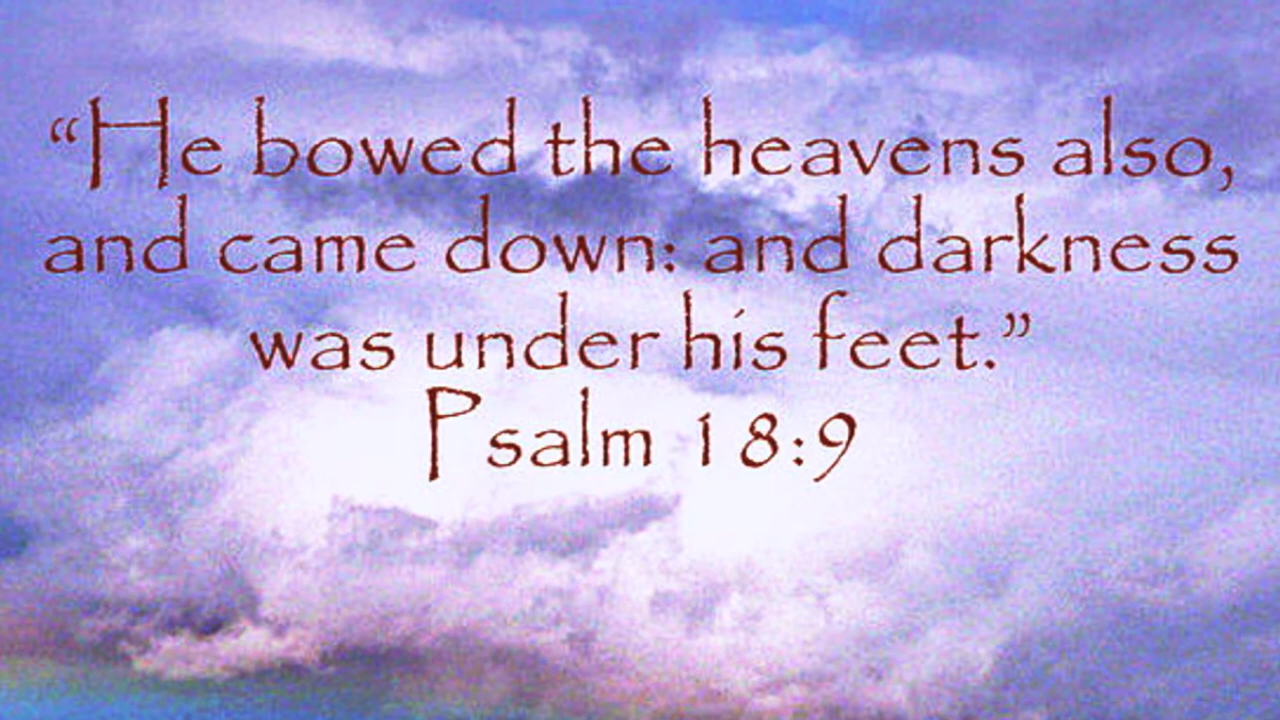 “He bowed the heavens also,
and came down: and darkness
was under his feet.”
Psalm 18:9